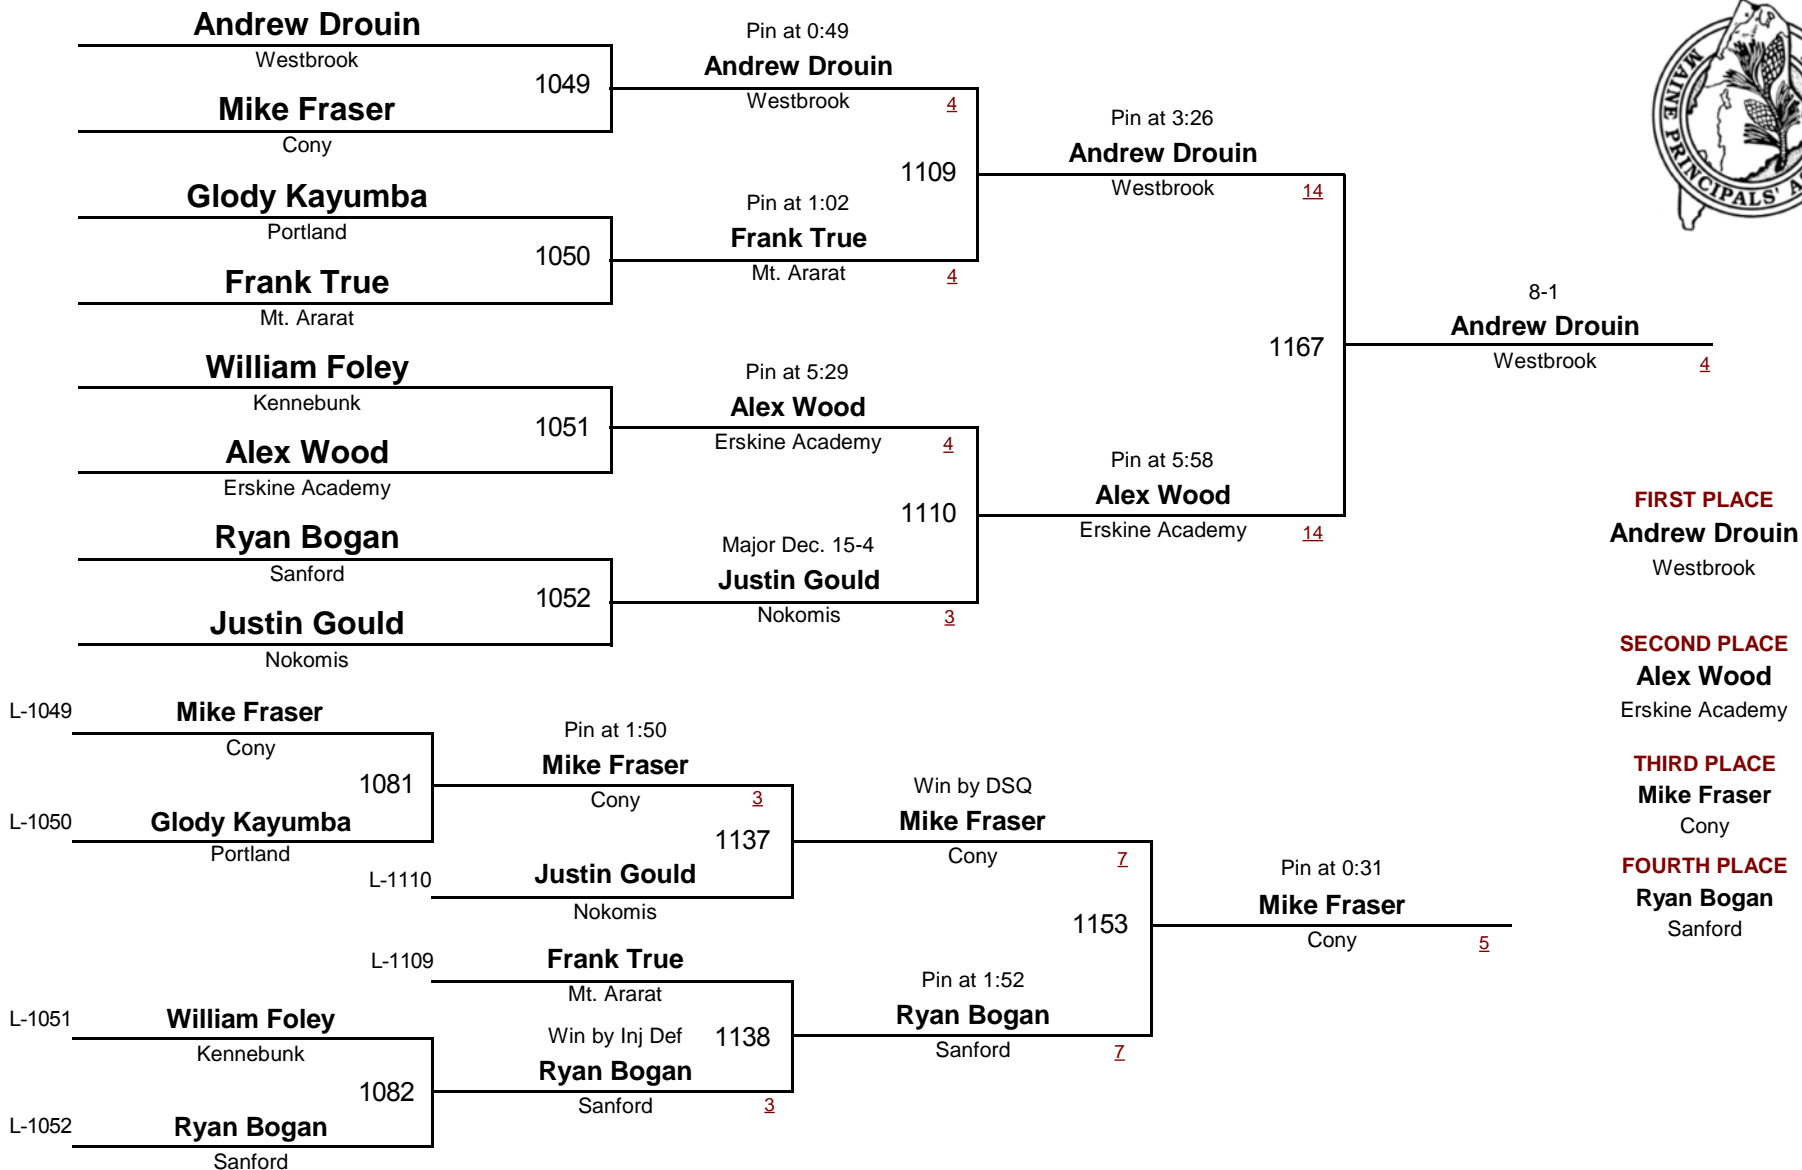 Andrew Drouin
Westbrook
1049
Mike Fraser
Cony
Glody Kayumba
Portland
1050
Frank True
Mt. Ararat
William Foley
Kennebunk
1051
Alex Wood
Erskine Academy
Ryan Bogan
Sanford
1052
Justin Gould
Nokomis
Pin at 0:49
Andrew Drouin
Westbrook 4
1109
Pin at 1:02
Frank True
Mt. Ararat 4
Pin at 5:29
Alex Wood
Erskine Academy 4
1110
Major Dec. 15-4
Justin Gould
Nokomis 3
Pin at 3:26
Andrew Drouin
Westbrook 14
1167
Pin at 5:58
Alex Wood
Erskine Academy 14
8-1
Andrew Drouin
Westbrook 4
MAINE PRINCIPALS' A
FIRST PLACE
Andrew Drouin
Westbrook
SECOND PLACE
Alex Wood
Erskine Academy
THIRD PLACE
Mike Fraser
Cony
FOURTH PLACE
Ryan Bogan
Sanford
L-1049 Mike Fraser
Cony
1081
L-1050 Glody Kayumba
Portland
Pin at 1:50
Mike Fraser
Cony 3
1137
L-1110 Justin Gould
Nokomis
L-1109 Frank True
Mt. Ararat
Win by Inj Def 1138
Ryan Bogan
Sanford 3
L-1051 William Foley
Kennebunk
1082
L-1052 Ryan Bogan
Sanford
Win by DSQ
Mike Fraser
Cony 7
1153
Pin at 1:52
Ryan Bogan
Sanford 7
Pin at 0:31
Mike Fraser
Cony 5